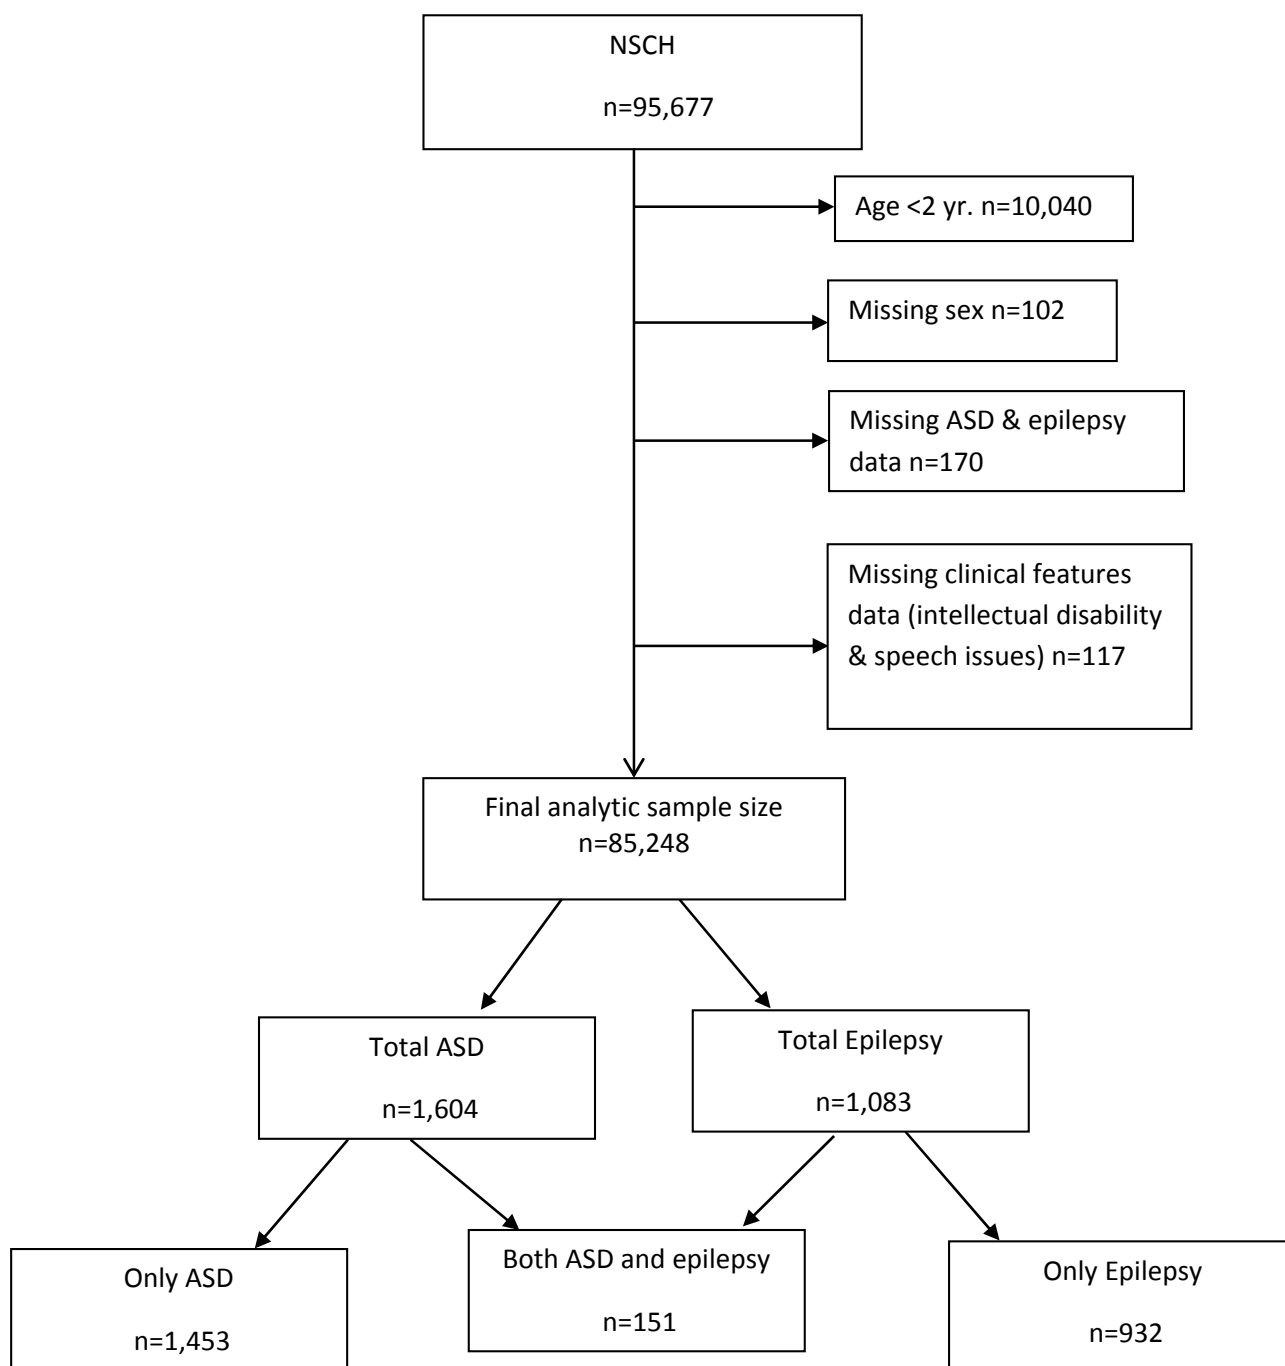 NSCH
n=95,677
Age <2 yr. n=10,040
Missing sex n=102
Missing ASD & epilepsy
data n=170
Missing clinical features
data (intellectual disability
& speech issues) n=117
Final analytic sample size
n=85,248
Total ASD
n=1,604
Total Epilepsy
n=1,083
Only ASD
n=1,453
Both ASD and epilepsy
n=151
Only Epilepsy
n=932